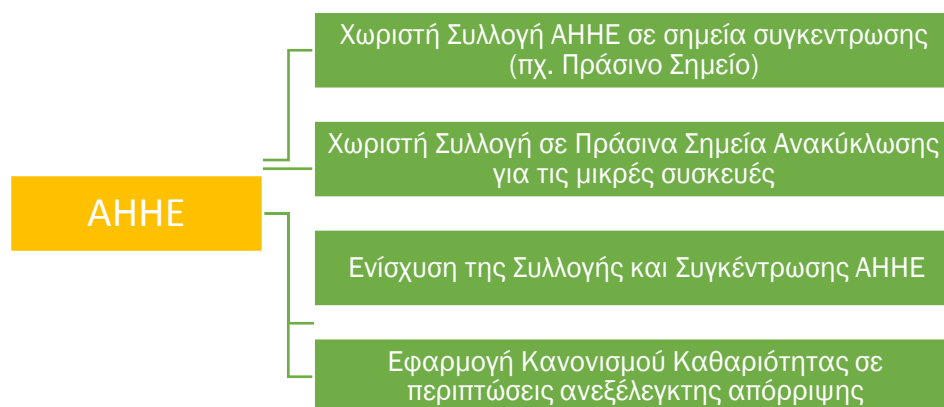 Χωριστή Συλλογή ΑΗΗΕ σε σημεία συγκεντρωσης
(πχ. Πράσινο Σημείο)
Χωριστή Συλλογή σε Πράσινα Σημεία Ανακύκλωσης
για τις μικρές συσκευές
ΑΗΗΕ
Ενίσχυση της Συλλογής και Συγκέντρωσης ΑΗΗΕ
Εφαρμογή Κανονισμού Καθαριότητας σε
περιπτώσεις ανεξέλεγκτης απόρριψης